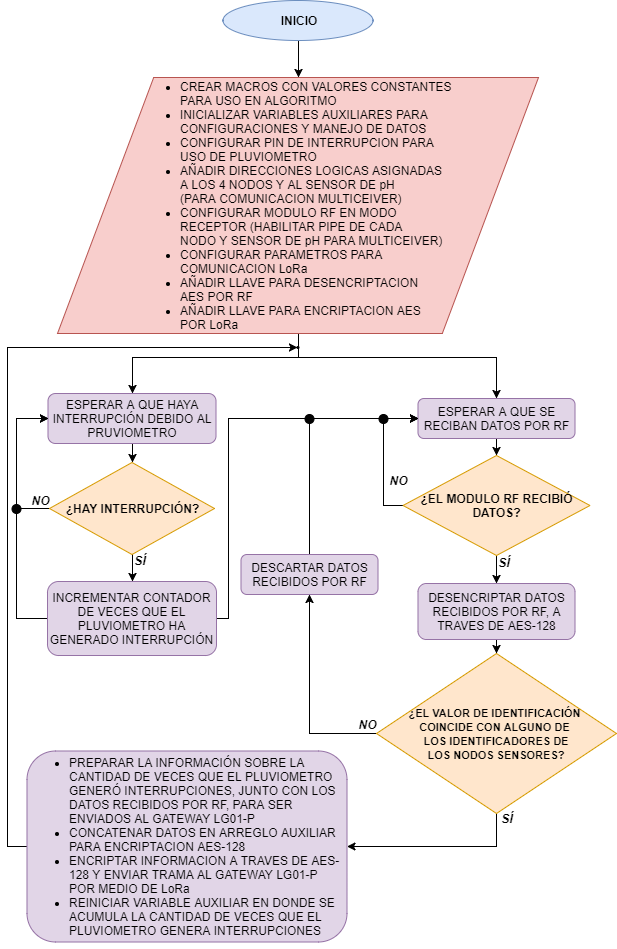 INICIO
• CREAR MACROS CON VALORES CONSTANTES
PARA USO EN ALGORITMO
• INICIALIZAR VARIABLES AUXILIARES PARA
CONFIGURACIONES Y MANEJO DE DATOS
• CONFIGURAR PIN DE INTERRUPCION PARA
USO DE PLUVIOMETRO
• AÑADIR DIRECCIONES LOGICAS ASIGNADAS
A LOS 4 NODOS Y AL SENSOR DE pH
(PARA COMUNICACION MULTICEIVER)
• CONFIGURAR MODULO RF EN MODO
RECEPTOR (HABILITAR PIPE DE CADA
NODO Y SENSOR DE pH PARA MULTICEIVER)
• CONFIGURAR PARAMETROS PARA
COMUNICACION LoRa
• AÑADIR LLAVE PARA DESENCRIPTACION
AES POR RF
• AÑADIR LLAVE PARA ENCRIPTACION AES
POR LoRa
ESPERAR A QUE HAYA
INTERRUPCIÓN DEBIDO AL
PRUVIOMETRO
¿HAY INTERRUPCIÓN?
NO
SÍ
INCREMENTAR CONTADOR
DE VECES QUE EL
PLUVIOMETRO HA
GENERADO INTERRUPCIÓN
ESPERAR A QUE SE
RECIBAN DATOS POR RF
¿EL MODULO RF RECIBIÓ
DATOS?
NO
SÍ
DESCARTAR DATOS
RECIBIDOS POR RF
DESENCRIPTAR DATOS
RECIBIDOS POR RF, A
TRAVES DE AES-128
¿EL VALOR DE IDENTIFICACIÓN
COINCIDE CON ALGUNO DE
LOS IDENTIFICADORES DE
LOS NODOS SENSORES?
NO
SÍ
• PREPARAR LA INFORMACIÓN SOBRE LA
CANTIDAD DE VECES QUE EL PLUVIOMETRO
GENERÓ INTERRUPCIONES, JUNTO CON LOS
DATOS RECIBIDOS POR RF, PARA SER
ENVIADOS AL GATEWAY LG01-P
• CONCATENAR DATOS EN ARREGLO AUXILIAR
PARA ENCRIPTACION AES-128
• ENCRIPTAR INFORMACION A TRAVES DE AES-
128 Y ENVIAR TRAMA AL GATEWAY LG01-P
POR MEDIO DE LoRa
• REINICIAR VARIABLE AUXILIAR EN DONDE SE
ACUMULA LA CANTIDAD DE VECES QUE EL
PLUVIOMETRO GENERA INTERRUPCIONES